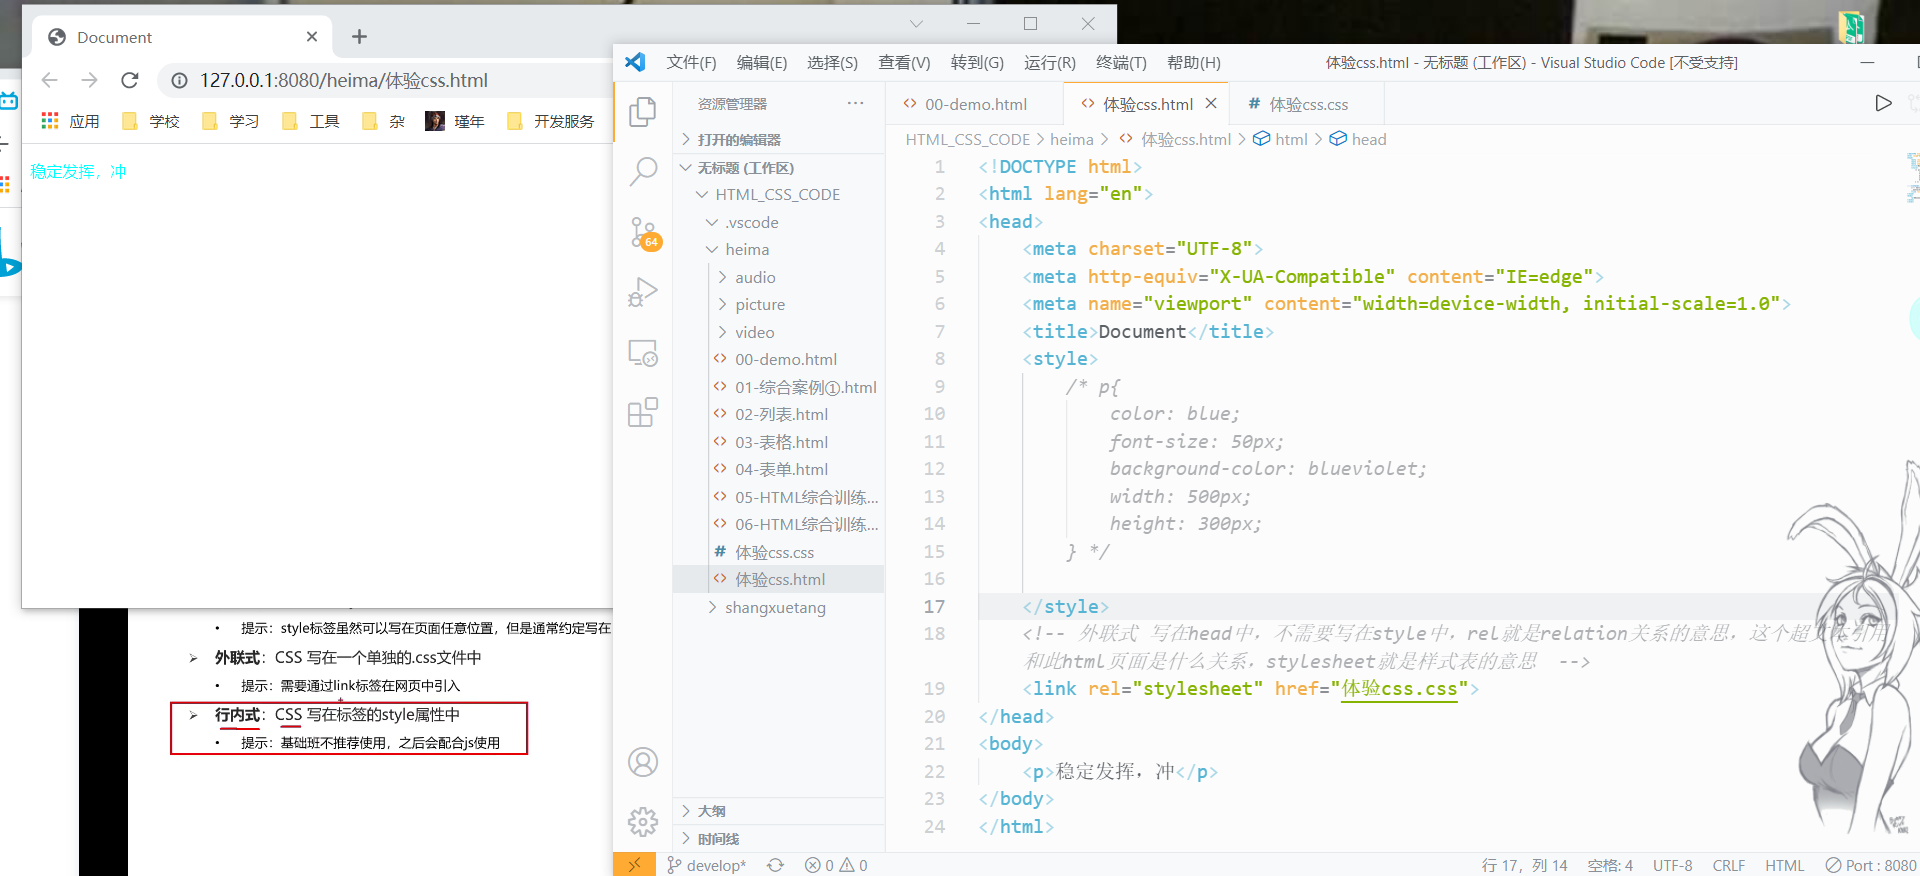 Document
127.0.0.1:8080/heima/体验css.html
应用 学校 学习 工具 杂 瑾年 开发服务
稳定发挥，冲
提示：style标签虽然可以写在页面任意位置，但是通常约定写在
外联式：CSS 写在一个单独的.css文件中
提示：需要通过link标签在网页中引入
行内式：CSS 写在标签的style属性中
提示：基础班不推荐使用，之后会配合js使用
文件(F) 编辑(E) 选择(S) 查看(V) 转到(G) 运行(R) 终端(T) 帮助(H)
体验css.html - 无标题 (工作区) - Visual Studio Code [不受支持]
64
资源管理器
打开的编辑器
无标题 (工作区)
HTML_CSS_CODE
.vscode
heima
audio
picture
video
00-demo.html
01-综合案例①.html
02-列表.html
03-表格.html
04-表单.html
05-HTML综合训练...
06-HTML综合训练...
# 体验css.css
体验css.html
shangxuetang
大纲
时间线
00-demo.html 体验css.html # 体验css.css
HTML_CSS_CODE > heima > 体验css.html > html > head
1 <!DOCTYPE html>
2 <html lang="en">
3 <head>
4 <meta charset="UTF-8">
5 <meta http-equiv="X-UA-Compatible" content="IE=edge">
6 <meta name="viewport" content="width=device-width, initial-scale=1.0">
7 <title>Document</title>
8 <style>
9 /* p{
10 color: blue;
11 font-size: 50px;
12 background-color: blueviolet;
13 width: 500px;
14 height: 300px;
15 } */
16
17 </style>
18 <!-- 外联式 写在head中，不需要写在style中，rel就是relation关系的意思，这个超文本引用
和此html页面是什么关系，stylesheet就是样式表的意思 -->
19 <link rel="stylesheet" href="体验css.css">
20 </head>
21 <body>
22 <p>稳定发挥，冲</p>
23 </body>
24 </html>
develop* 0 0
行 17，列 14 空格: 4 UTF-8 CRLF HTML Port : 8080